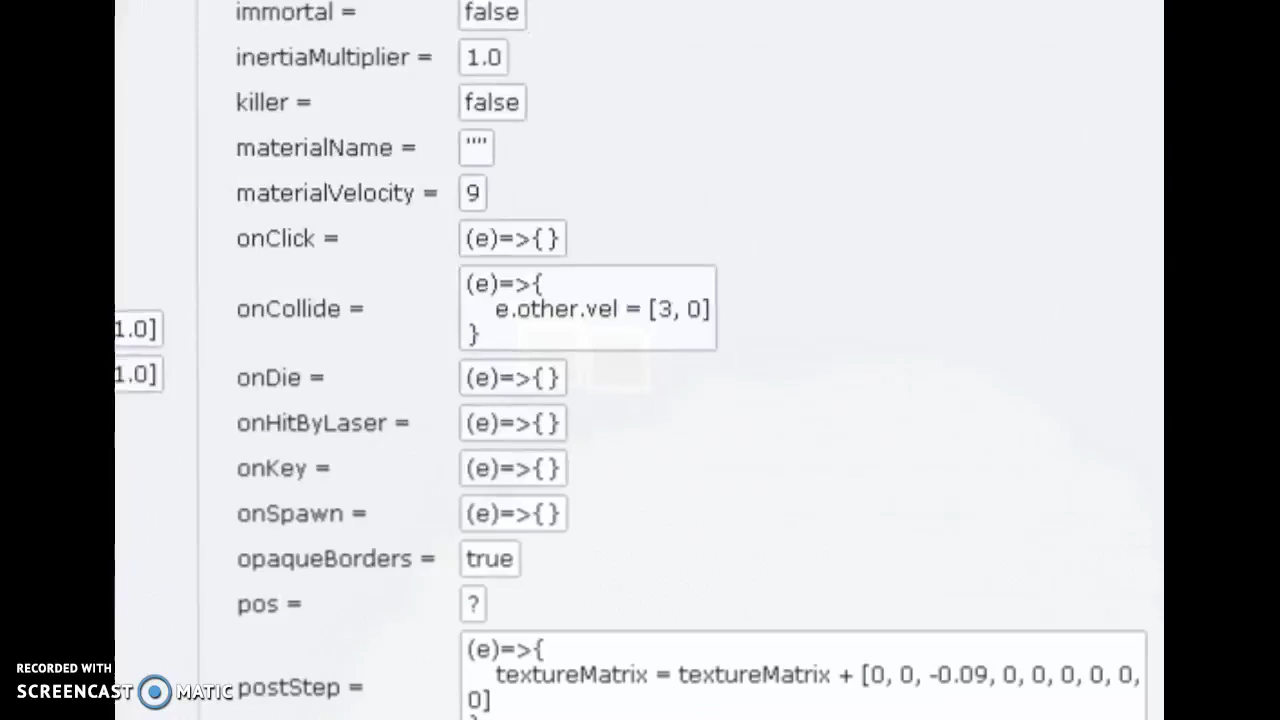 immortal = false
inertiaMultiplier = 1.0
killer = false
materialName = ""
materialVelocity = 9
onClick = (e)=>{}
onCollide = (e)=>{
e.other.vel = [3, 0]
}
1.0]
1.0]
onDie = (e)=>{}
onHitByLaser = (e)=>{}
onKey = (e)=>{}
onSpawn = (e)=>{}
opaqueBorders = true
pos = ?
postStep = (e)=>{
textureMatrix = textureMatrix + [0, 0, -0.09, 0, 0, 0, 0, 0,
0]
RECORDED WITH
SCREENCAST MATIC